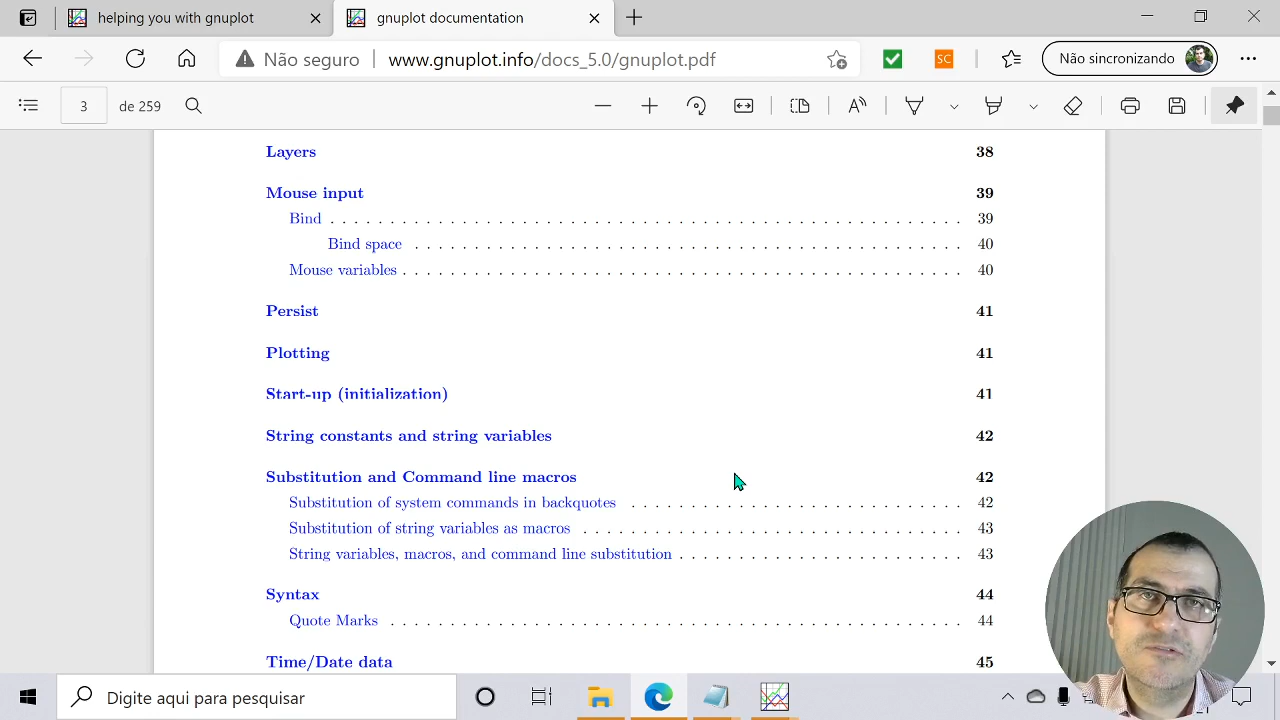 helping you with gnuplot
gnuplot documentation
Não seguro
www.gnuplot.info/docs_5.0/gnuplot.pdf
SC
Não sincronizando
3 de 259
Layers 38
Mouse input 39
Bind . . . . . . . . . . . . . . . . . . . . . . . . . . . . . . . . . . . . . . . . . . . . . . . . . . . . . 39
Bind space . . . . . . . . . . . . . . . . . . . . . . . . . . . . . . . . . . . . . . . . . . . . . . 40
Mouse variables . . . . . . . . . . . . . . . . . . . . . . . . . . . . . . . . . . . . . . . . . . . . . . . 40
Persist 41
Plotting 41
Start-up (initialization) 41
String constants and string variables 42
Substitution and Command line macros 42
Substitution of system commands in backquotes . . . . . . . . . . . . . . . . . . . . . . . . . . . . 42
Substitution of string variables as macros . . . . . . . . . . . . . . . . . . . . . . . . . . . . . . . . 43
String variables, macros, and command line substitution . . . . . . . . . . . . . . . . . . . . . . . . 43
Syntax 44
Quote Marks . . . . . . . . . . . . . . . . . . . . . . . . . . . . . . . . . . . . . . . . . . . . . . . . 44
Time/Date data 45
Digite aqui para pesquisar